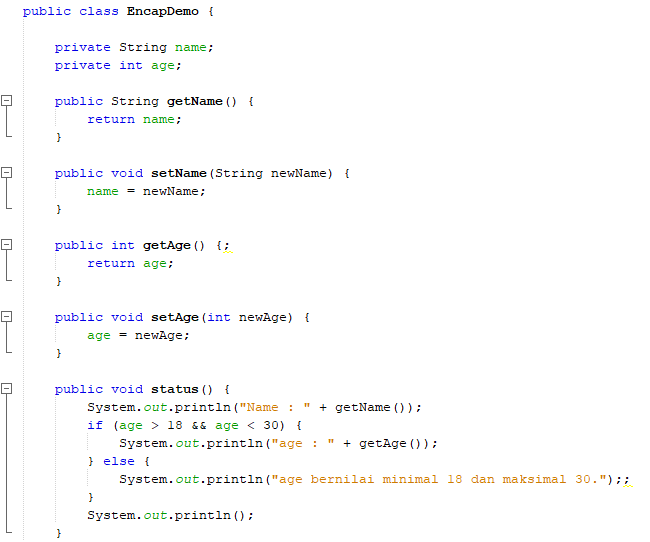 public class EncapDemo {
private String name;
private int age;
public String getName() {
return name;
}
public void setName(String newName) {
name = newName;
}
public int getAge() {;
return age;
}
public void setAge(int newAge) {
age = newAge;
}
public void status() {
System.out.println("Name : " + getName());
if (age > 18 && age < 30) {
System.out.println("age : " + getAge());
} else {
System.out.println("age bernilai minimal 18 dan maksimal 30.");;
}
System.out.println();
}